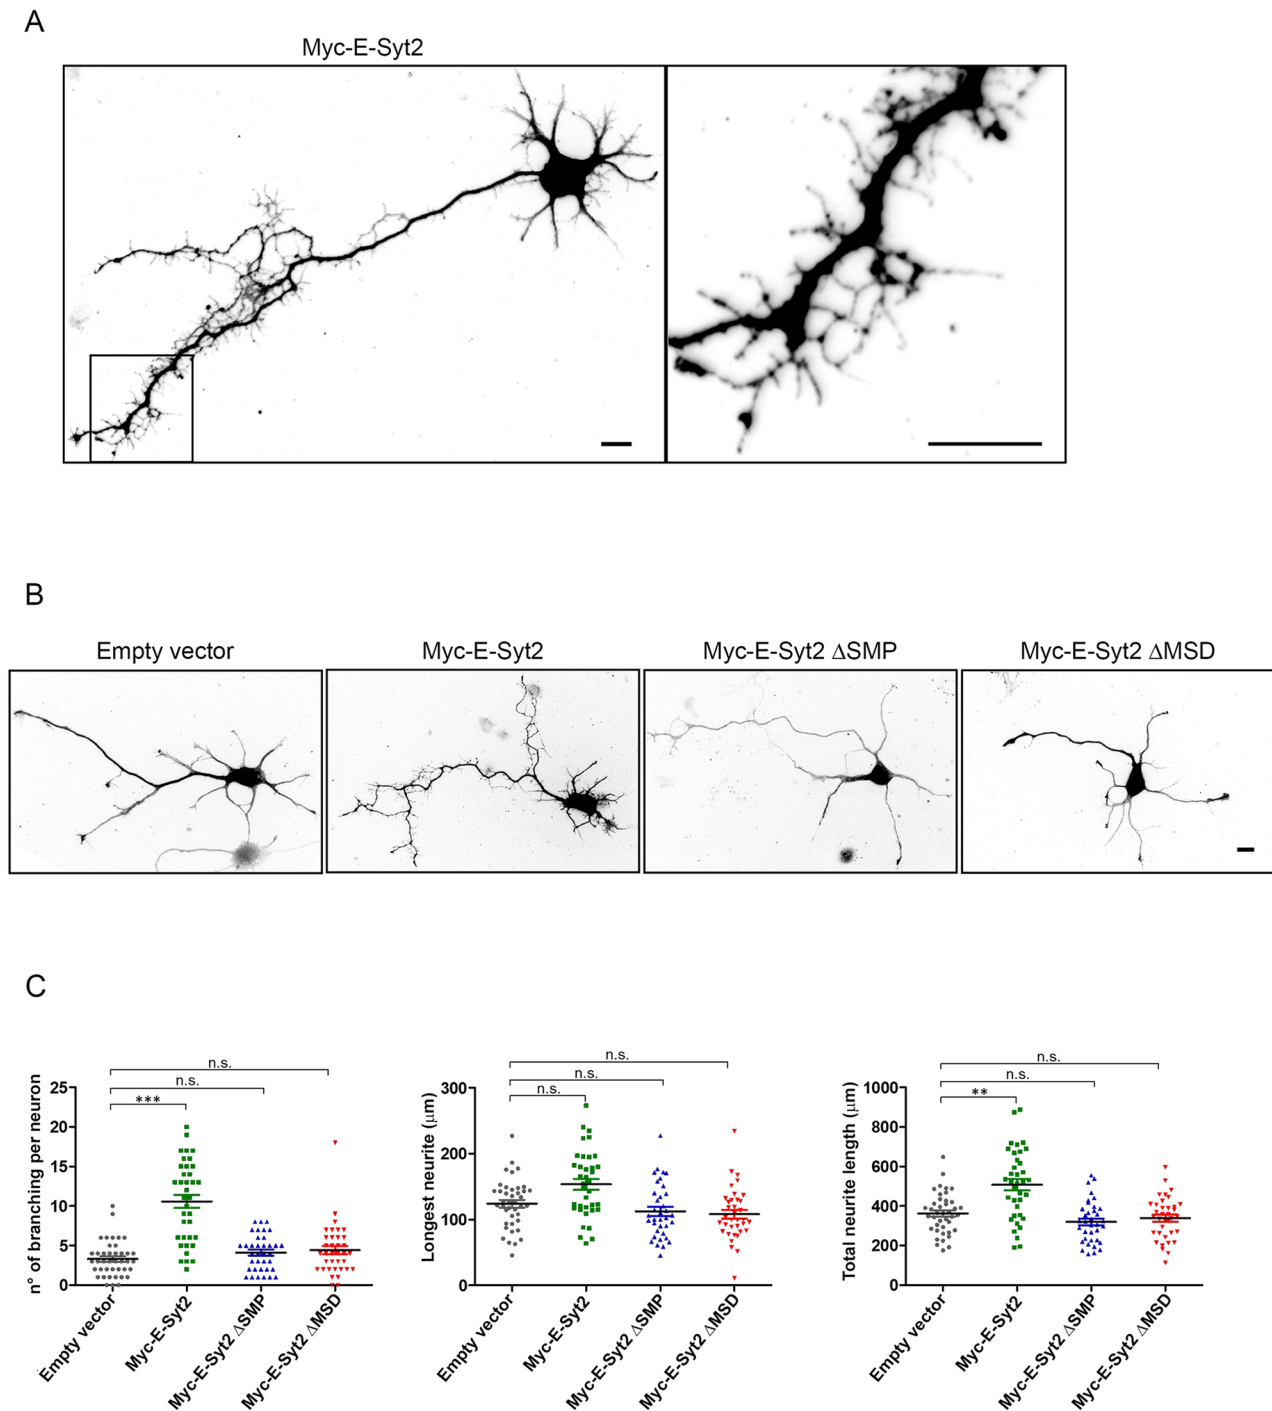 A
Myc-E-Syt2
B
Empty vector
Myc-E-Syt2
Myc-E-Syt2 ΔSMP
Myc-E-Syt2 ΔMSD
C
n° of branching per neuron
25
20
15
10
5
0
n.s.
n.s.
***
Empty vector
Myc-E-Syt2
Myc-E-Syt2 ΔSMP
Myc-E-Syt2 ΔMSD
Longest neurite (μm)
300
200
100
0
n.s.
n.s.
n.s.
Empty vector
Myc-E-Syt2
Myc-E-Syt2 ΔSMP
Myc-E-Syt2 ΔMSD
Total neurite length (μm)
1000
800
600
400
200
0
n.s.
n.s.
**
Empty vector
Myc-E-Syt2
Myc-E-Syt2 ΔSMP
Myc-E-Syt2 ΔMSD